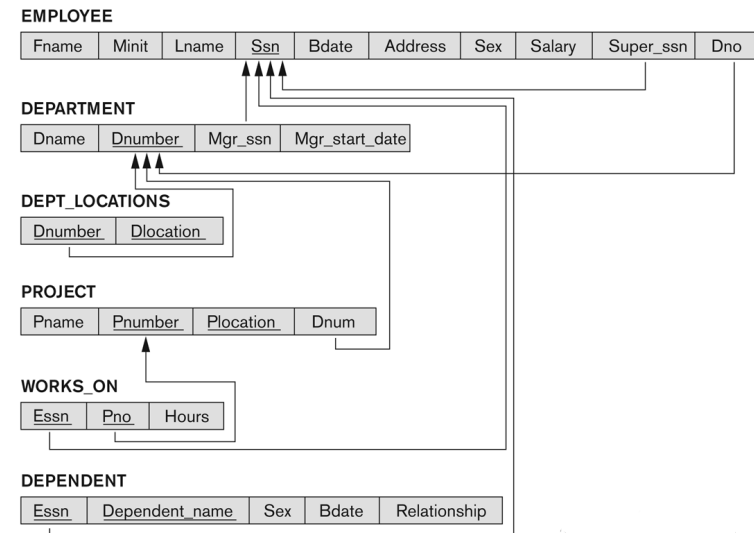 EMPLOYEE
Fname Minit Lname Ssn Bdate Address Sex Salary Super_ssn Dno
DEPARTMENT
Dname Dnumber Mgr_ssn Mgr_start_date
DEPT_LOCATIONS
Dnumber Dlocation
PROJECT
Pname Pnumber Plocation Dnum
WORKS_ON
Essn Pno Hours
DEPENDENT
Essn Dependent_name Sex Bdate Relationship